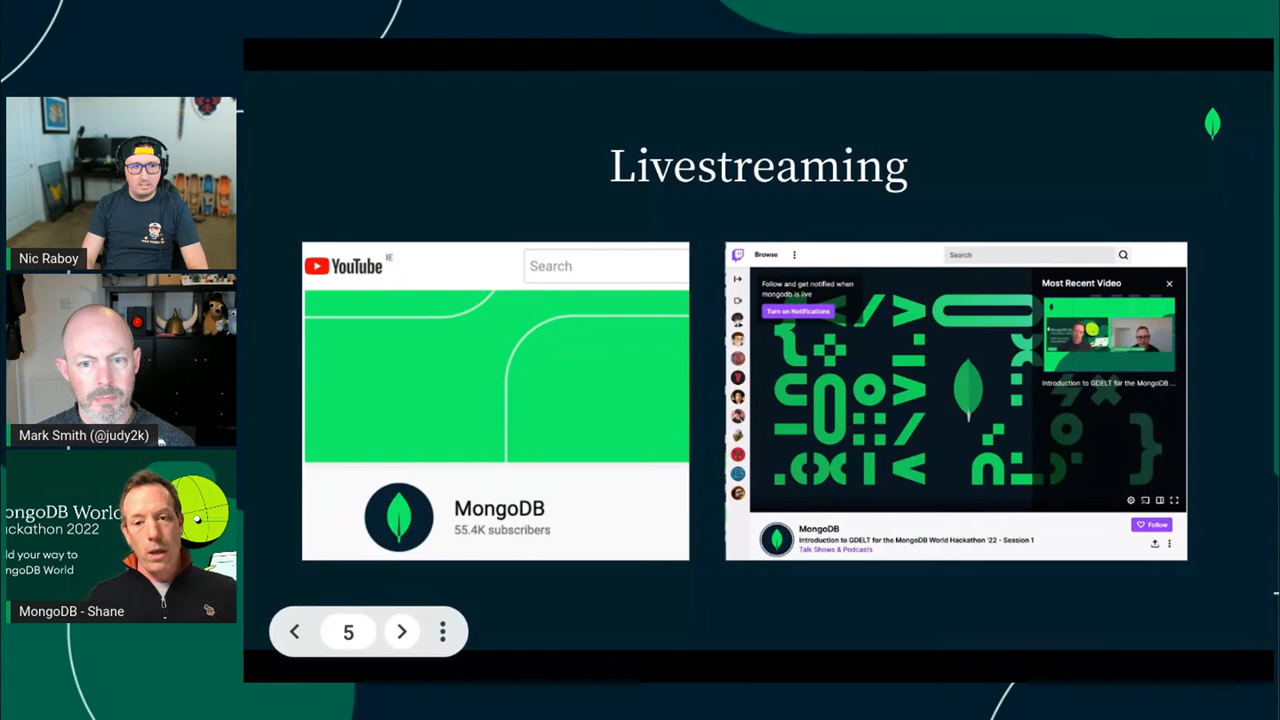 Livestreaming
Nic Raboy
Mark Smith (@judy2k)
ongoDB World
ackathon 2022
ld your way to
ngoDB World
MongoDB - Shane
YouTube IE
Search
MongoDB
55.4K subscribers
Browse
Search
Follow and get notified when
mongodb is live
Turn on Notifications
Most Recent Video
Introduction to GDELT for the MongoDB ...
MongoDB
Introduction to GDELT for the MongoDB World Hackathon '22 - Session 1
Talk Shows & Podcasts
Follow
5